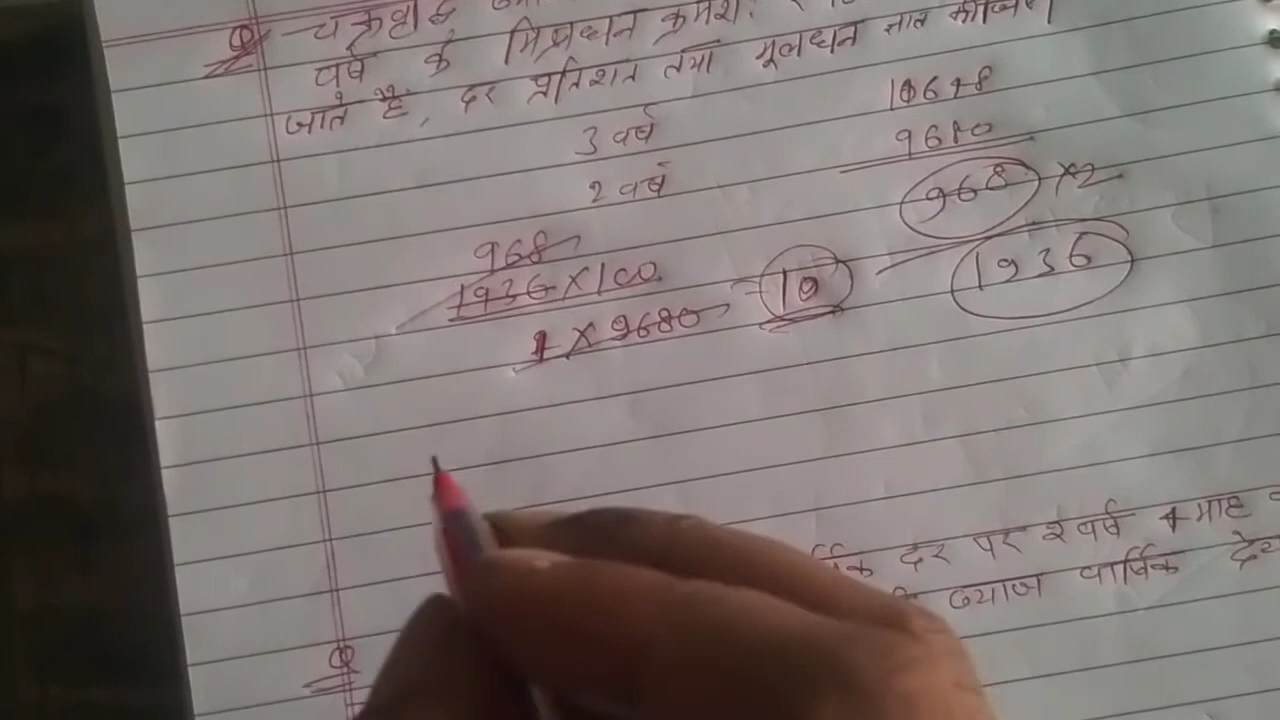 Q चक्रवृद्धि
वर्ष के मिश्रधन क्रमश:
जाते हैं, दर प्रतिशत तथा मूलधन ज्ञात कीजिए।
3 वर्ष 10648
2 वर्ष 9680
968 ×2
968
1936 × 100 = 10 1936
1 × 9680
दर पर २ वर्ष 4 माह
ब्याज वार्षिक
Q